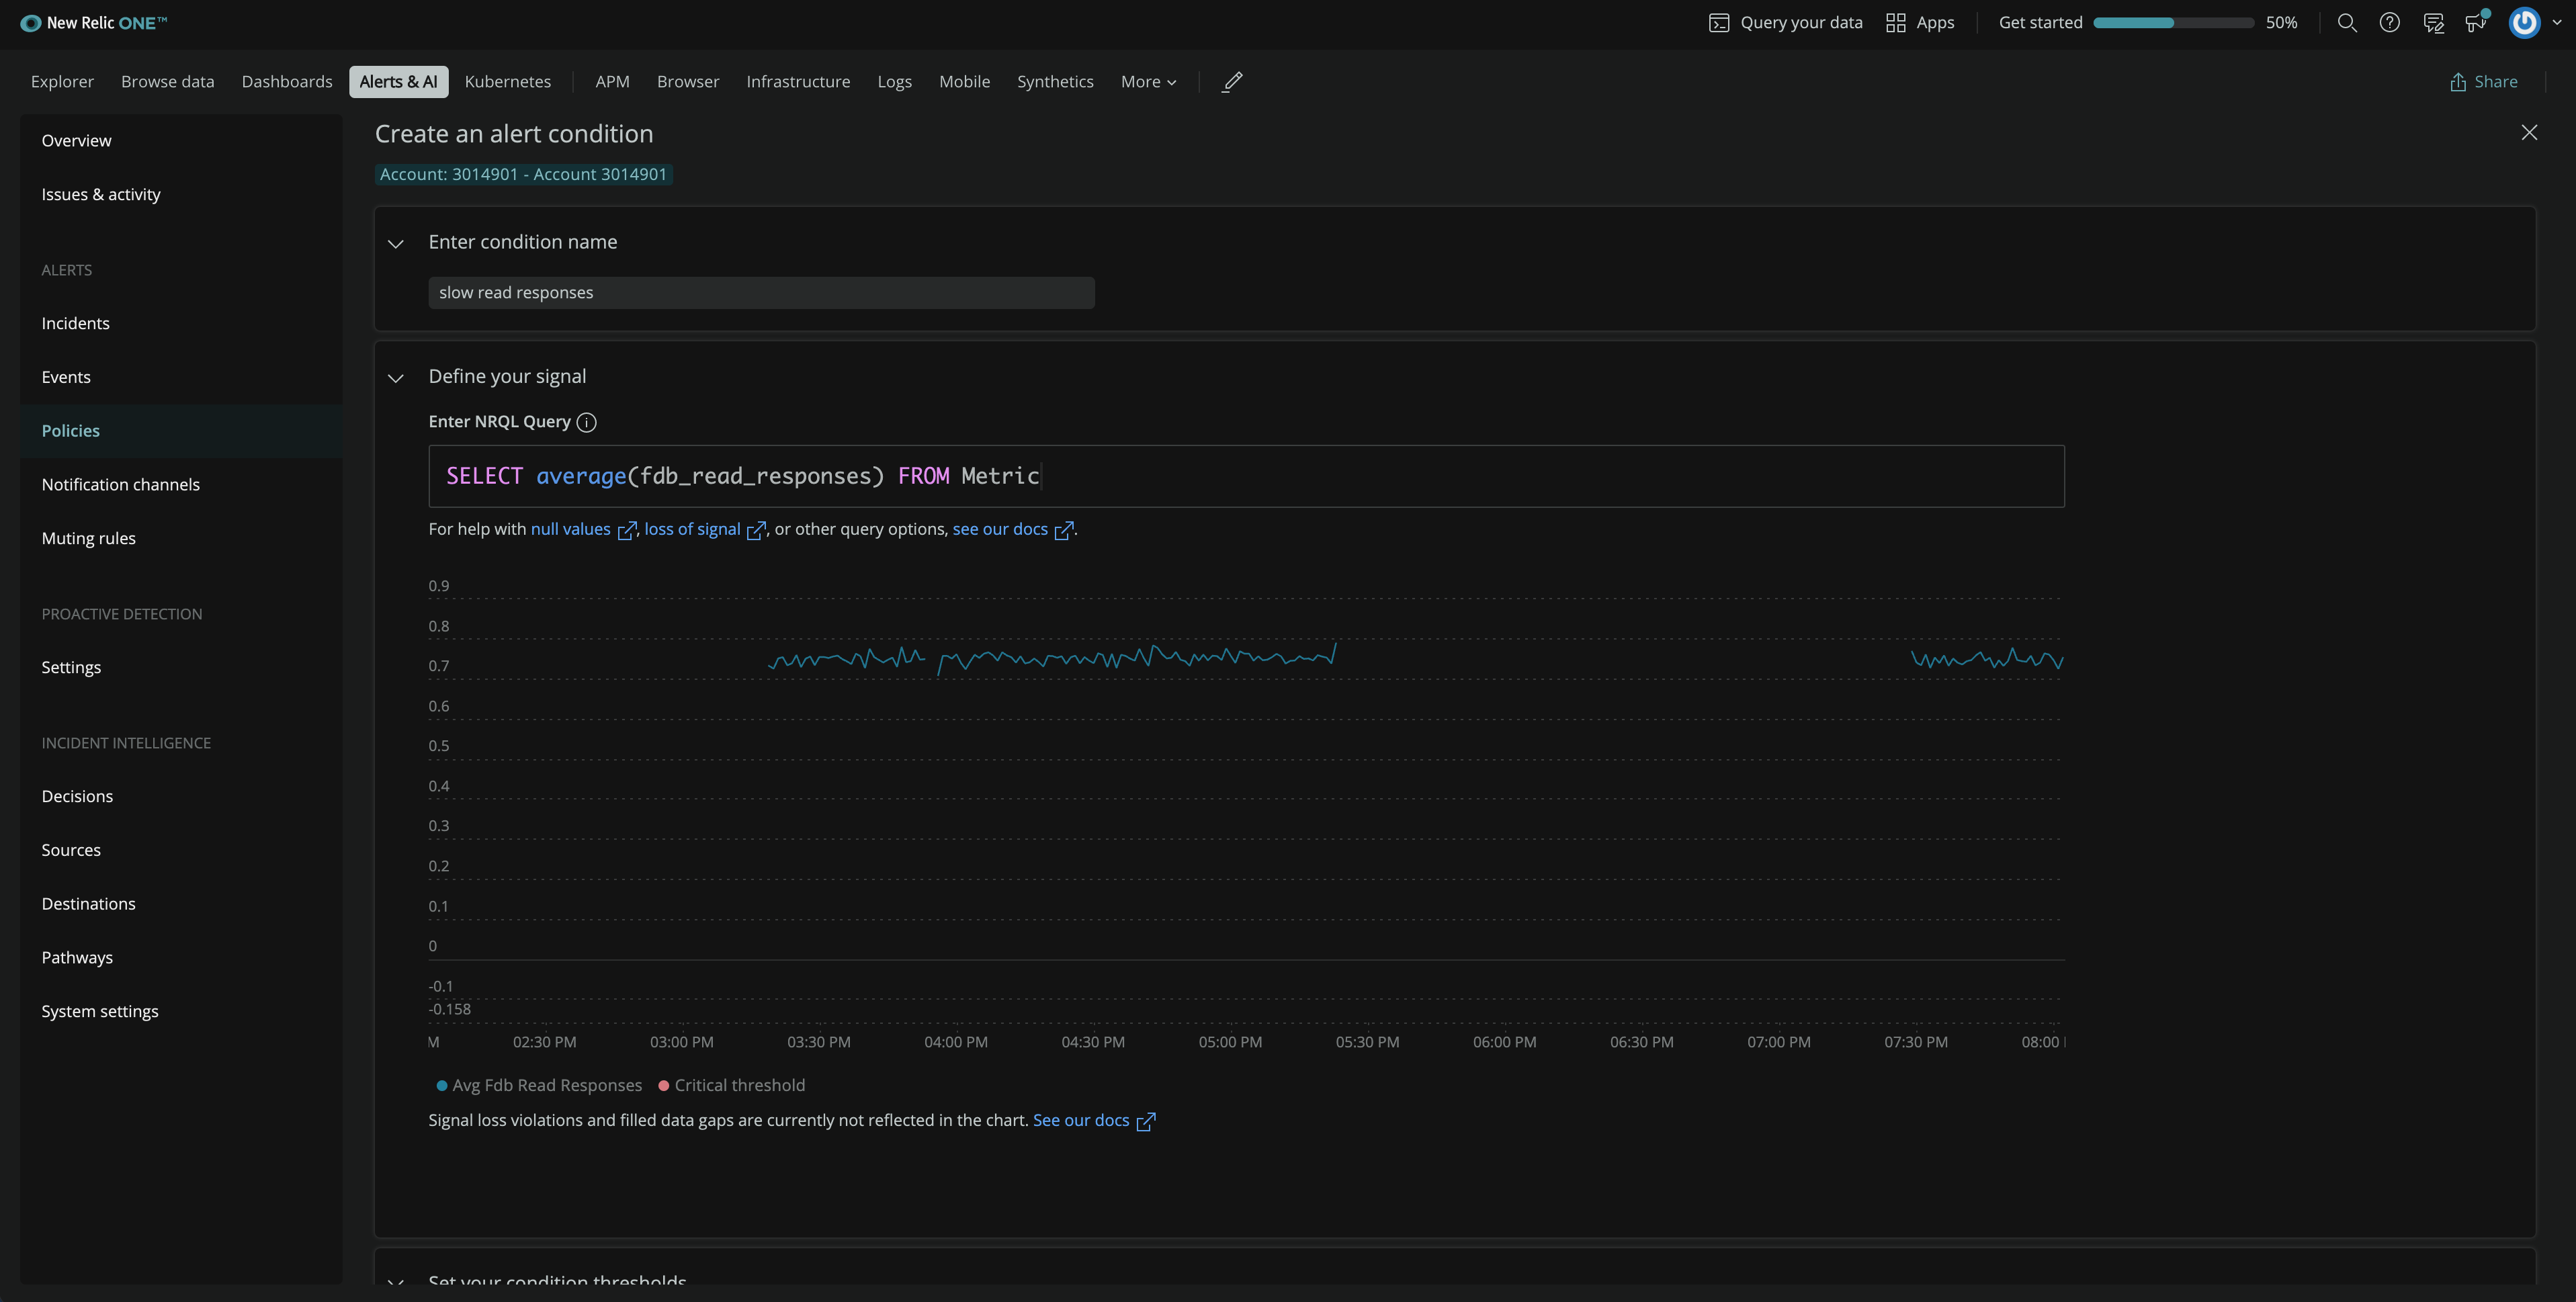 New Relic ONE™
Query your data
Apps
Get started
50%
Explorer
Browse data
Dashboards
Alerts & AI
Kubernetes
APM
Browser
Infrastructure
Logs
Mobile
Synthetics
More
Share
Overview
Issues & activity
ALERTS
Incidents
Events
Policies
Notification channels
Muting rules
PROACTIVE DETECTION
Settings
INCIDENT INTELLIGENCE
Decisions
Sources
Destinations
Pathways
System settings
Create an alert condition
Account: 3014901 - Account 3014901
Enter condition name
slow read responses
Define your signal
Enter NRQL Query
SELECT average(fdb_read_responses) FROM Metric
For help with null values, loss of signal, or other query options, see our docs.
0.9
0.8
0.7
0.6
0.5
0.4
0.3
0.2
0.1
0
-0.1
-0.158
M 02:30 PM 03:00 PM 03:30 PM 04:00 PM 04:30 PM 05:00 PM 05:30 PM 06:00 PM 06:30 PM 07:00 PM 07:30 PM 08:00
Avg Fdb Read Responses Critical threshold
Signal loss violations and filled data gaps are currently not reflected in the chart. See our docs
Set your condition thresholds